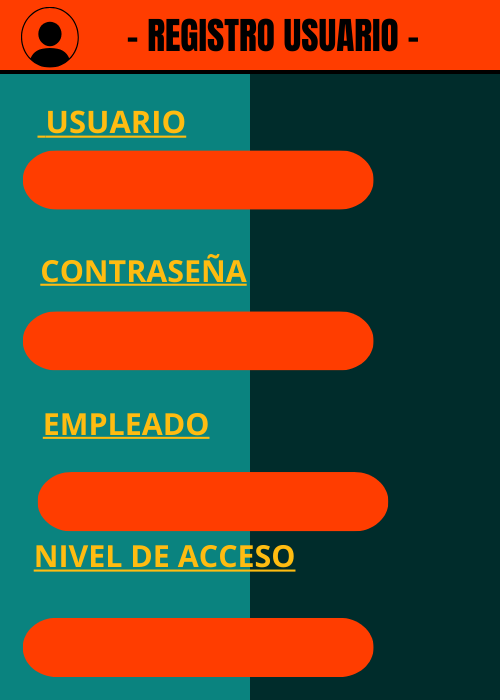 - REGISTRO USUARIO -
USUARIO
CONTRASEÑA
EMPLEADO
NIVEL DE ACCESO